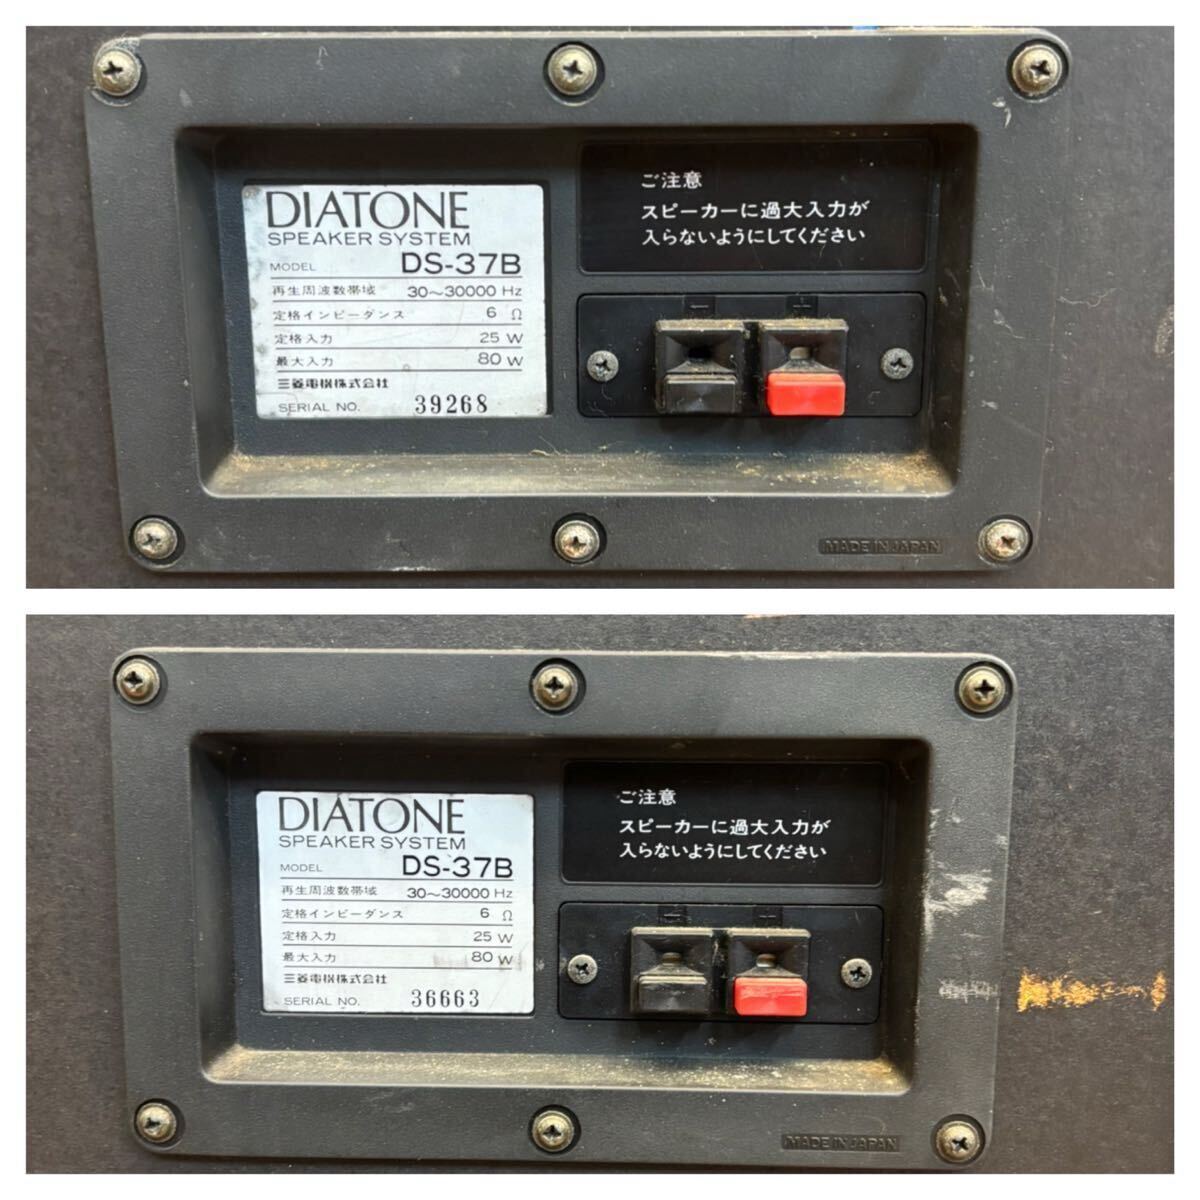 DIATONE
SPEAKER SYSTEM
MODEL DS-37B
再生周波数帯域 30〜30000 Hz
定格インピーダンス 6 Ω
定格入力 25 W
最大入力 80 W
三菱電機株式会社
SERIAL NO. 39268
ご注意
スピーカーに過大入力が
入らないようにしてください
− +
MADE IN JAPAN
DIATONE
SPEAKER SYSTEM
MODEL DS-37B
再生周波数帯域 30〜30000 Hz
定格インピーダンス 6 Ω
定格入力 25 W
最大入力 80 W
三菱電機株式会社
SERIAL NO. 36663
ご注意
スピーカーに過大入力が
入らないようにしてください
− +
MADE IN JAPAN